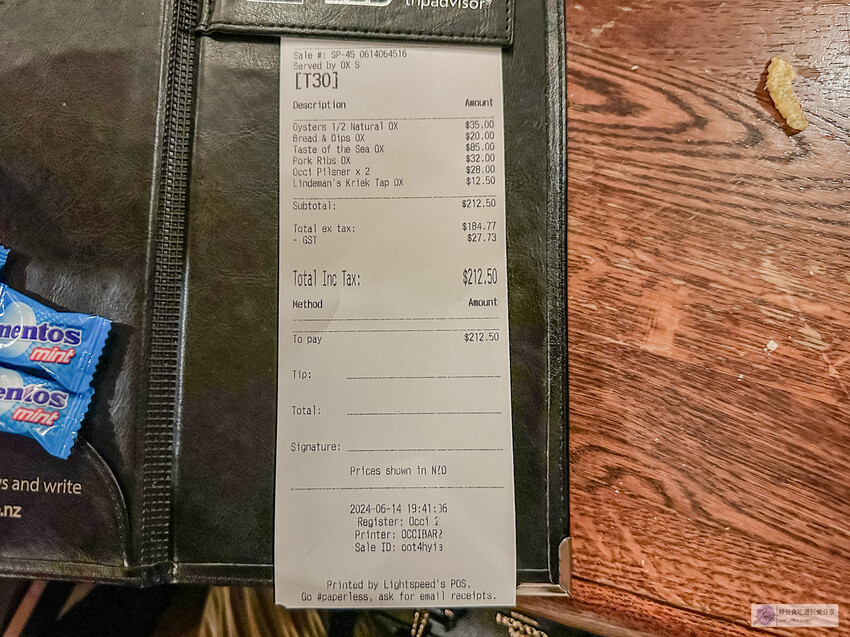 tripadvisor®
Sale #: SP-45 0614064516
Served by OX S
[T30]
Description Amount
Oysters 1/2 Natural OX $35.00
Bread & Dips OX $20.00
Taste of the Sea OX $85.00
Pork Ribs OX $32.00
Occi Pilsner x 2 $28.00
Lindeman's Kriek Tap OX $12.50
Subtotal: $212.50
Total ex tax: $184.77
- GST $27.73
Total Inc Tax: $212.50
Method Amount
To pay $212.50
Tip:
Total:
Signature:
Prices shown in NZD
2024-06-14 19:41:06
Register: Occi 2
Printer: OCCIBAR2
Sale ID:
Printed by Lightspeed's POS.
Go #paperless, ask for email receipts.
mentos
mint
entos
mint
s and write
.nz